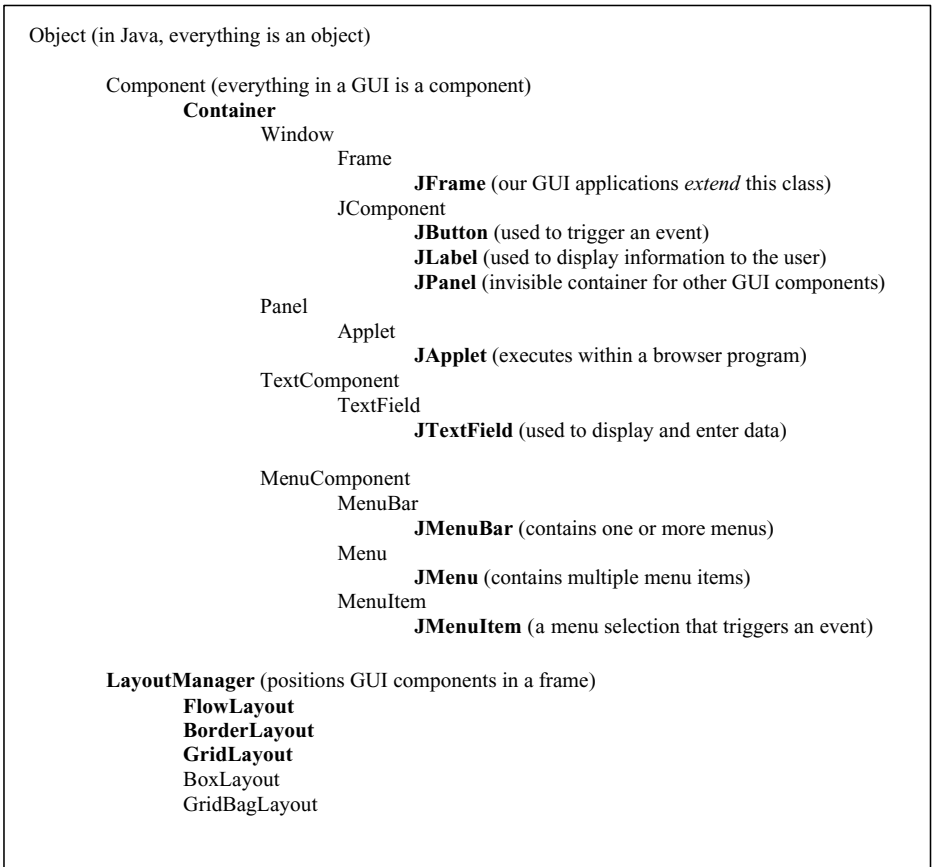 Object (in Java, everything is an object)
Component (everything in a GUI is a component)
Container
Window
Frame
JFrame (our GUI applications extend this class)
JComponent
JButton (used to trigger an event)
JLabel (used to display information to the user)
JPanel (invisible container for other GUI components)
Panel
Applet
JApplet (executes within a browser program)
TextComponent
TextField
JTextField (used to display and enter data)
MenuComponent
MenuBar
JMenuBar (contains one or more menus)
Menu
JMenu (contains multiple menu items)
MenuItem
JMenuItem (a menu selection that triggers an event)
LayoutManager (positions GUI components in a frame)
FlowLayout
BorderLayout
GridLayout
BoxLayout
GridBagLayout